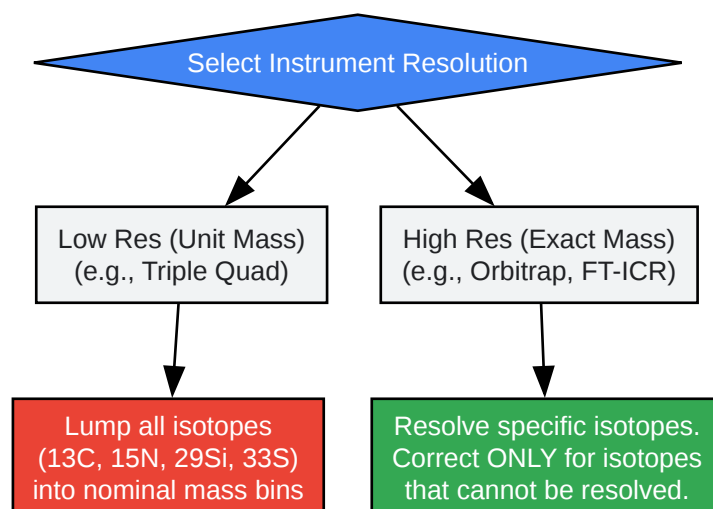 Select Instrument Resolution
Low Res (Unit Mass)
(e.g., Triple Quad)
High Res (Exact Mass)
(e.g., Orbitrap, FT-ICR)
Lump all isotopes
(13C, 15N, 29Si, 33S)
into nominal mass bins
Resolve specific isotopes.
Correct ONLY for isotopes
that cannot be resolved.